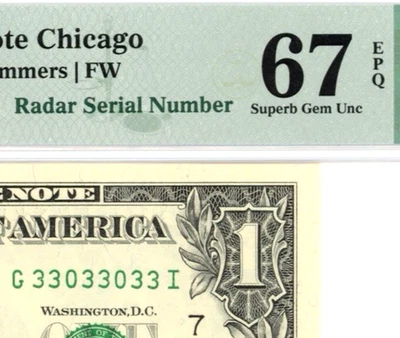 ote Chicago
mmers | FW
Radar Serial Number
67
EPQ
Superb Gem Unc
NOTE
F AMERICA
1
G 33033033 I
WASHINGTON, D.C.
7